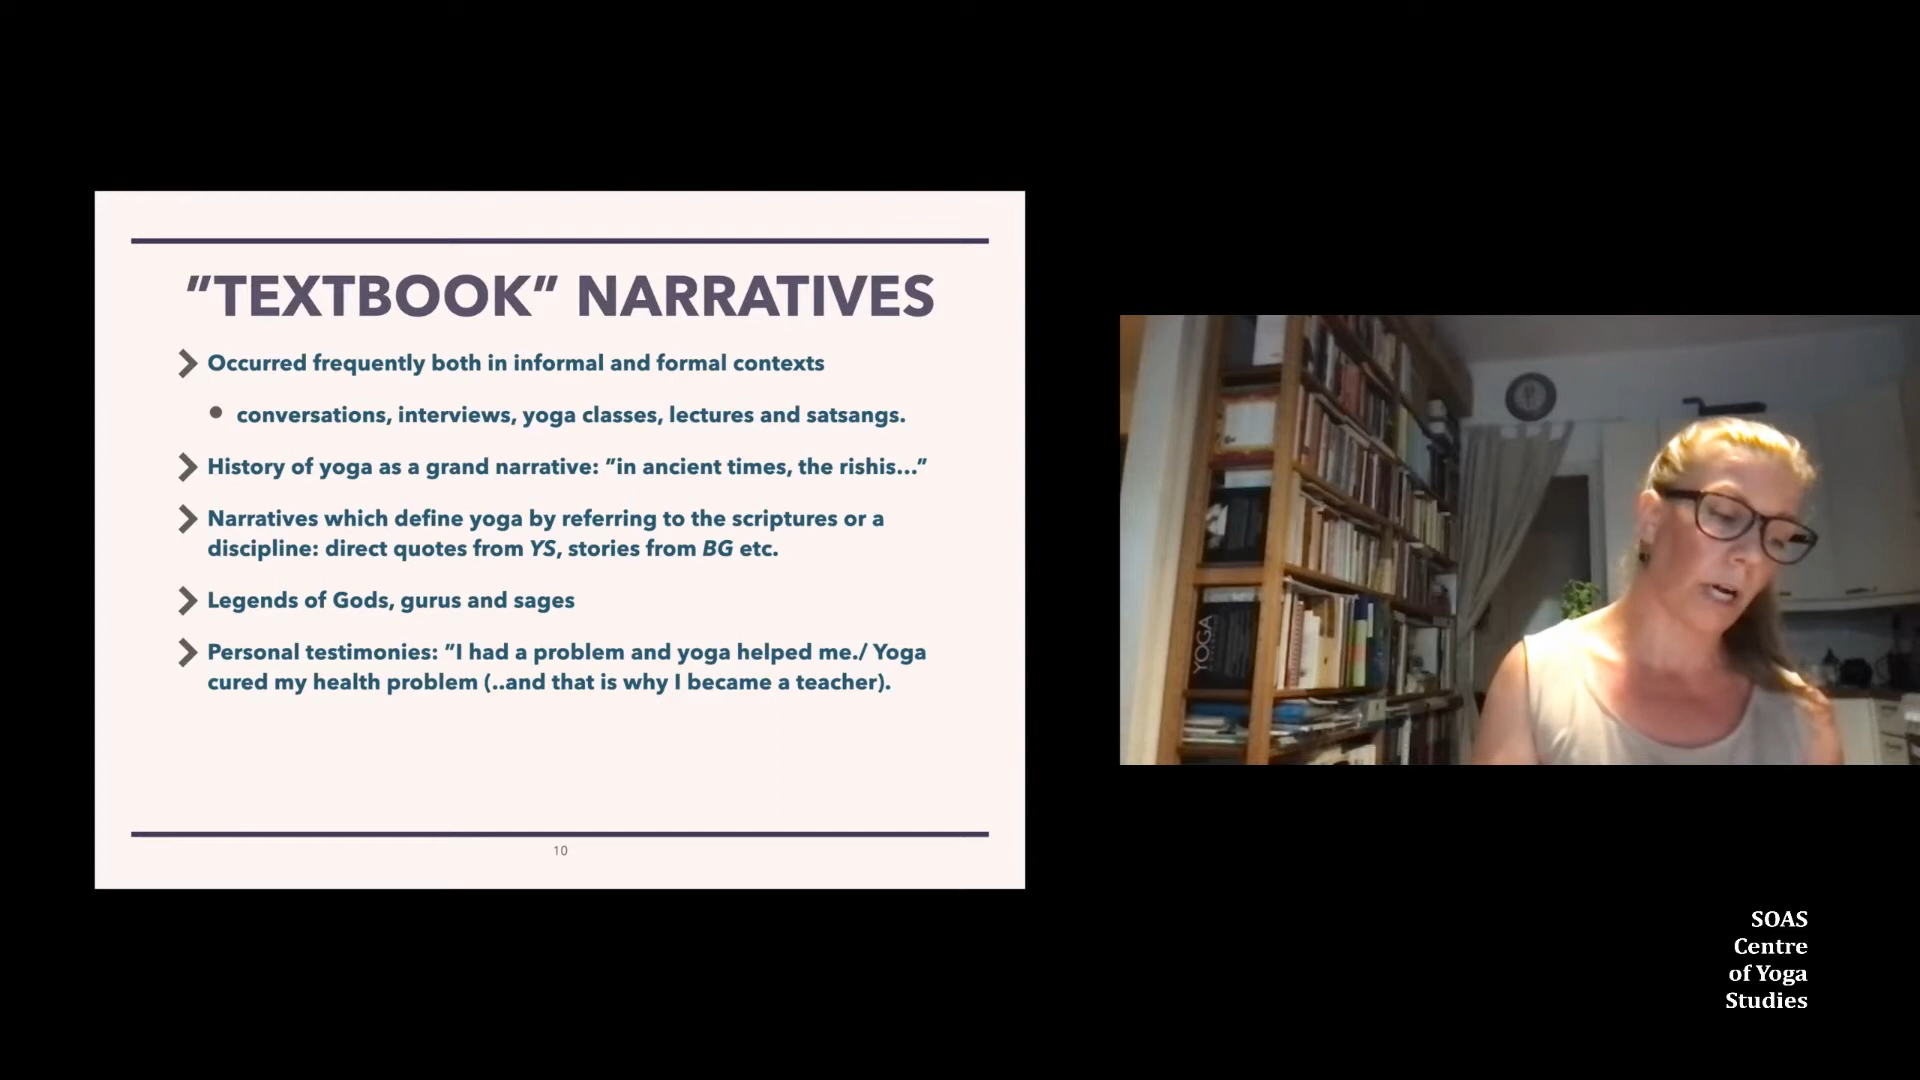 ”TEXTBOOK” NARRATIVES
Occurred frequently both in informal and formal contexts
conversations, interviews, yoga classes, lectures and satsangs.
History of yoga as a grand narrative: ”in ancient times, the rishis...”
Narratives which define yoga by referring to the scriptures or a
discipline: direct quotes from YS, stories from BG etc.
Legends of Gods, gurus and sages
Personal testimonies: ”I had a problem and yoga helped me./ Yoga
cured my health problem (..and that is why I became a teacher).
10
YOGA
SOAS
Centre
of Yoga
Studies